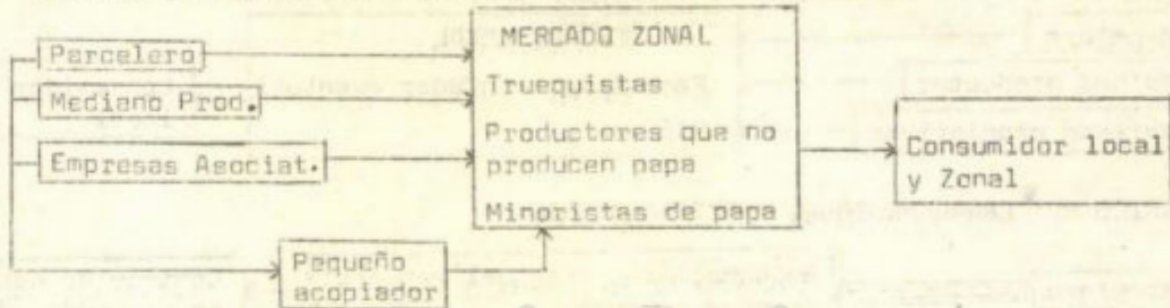 Parcelero
Mediano Prod.
Empresas Asociat.
Pequeño
acopiador
MERCADO ZONAL
Truequistas
Productores que no
producen papa
Minoristas de papa
Consumidor local
y Zonal